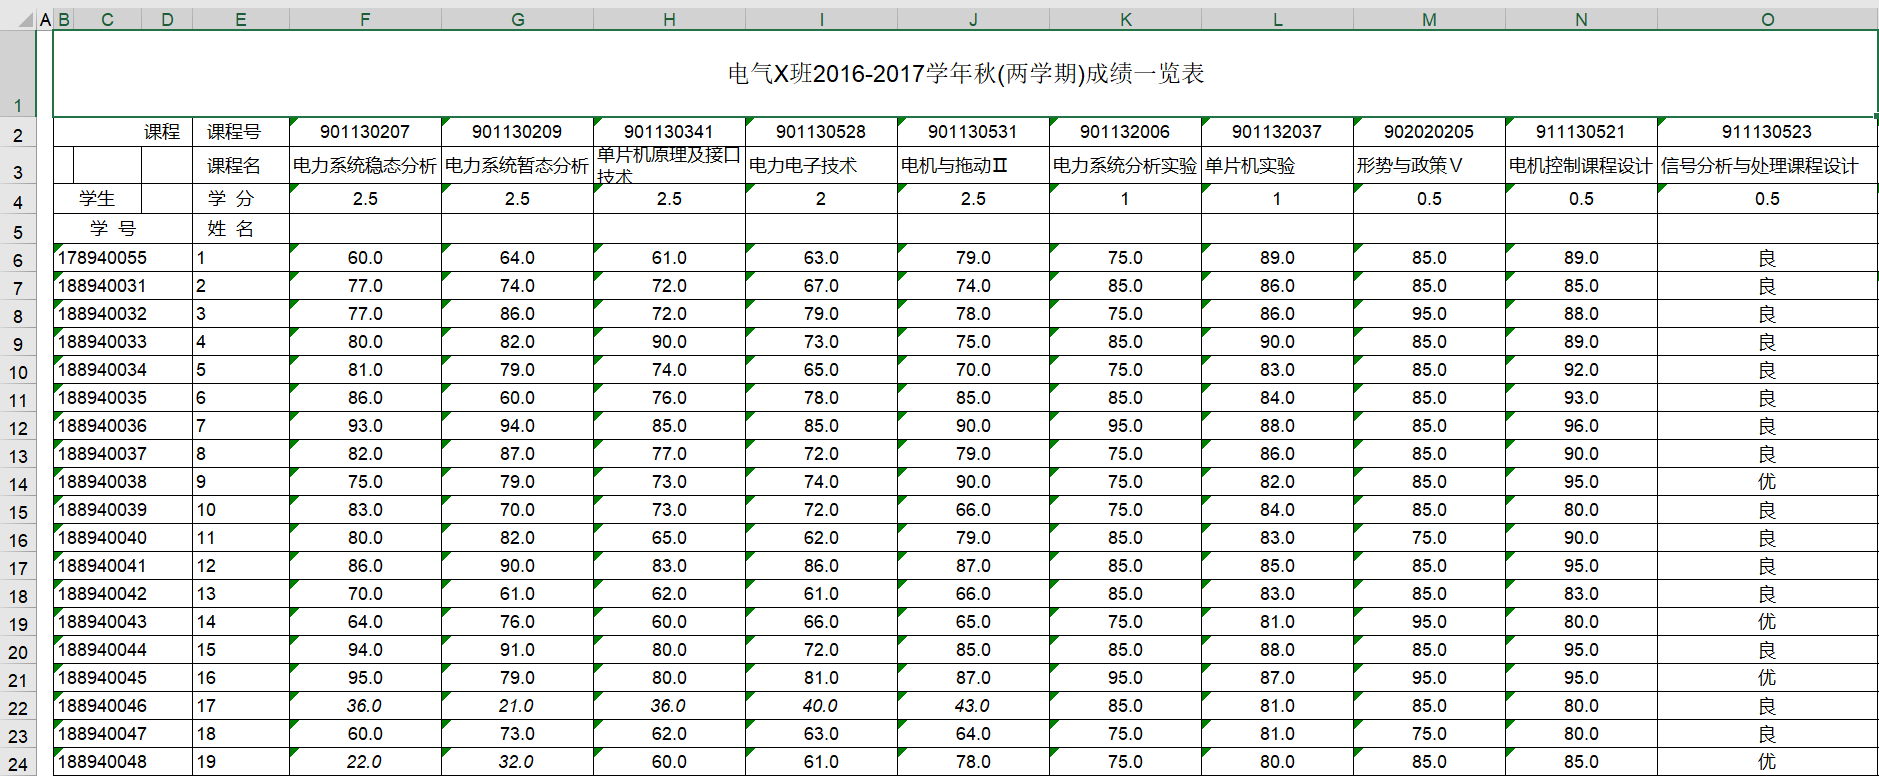 A B C D E F G H I J K L M N O
1 电气X班2016-2017学年秋(两学期)成绩一览表
2 课程 课程号 901130207 901130209 901130341 901130528 901130531 901132006 901132037 902020205 911130521 911130523
3 课程名 电力系统稳态分析 电力系统暂态分析 单片机原理及接口技术 电力电子技术 电机与拖动Ⅱ 电力系统分析实验 单片机实验 形势与政策Ⅴ 电机控制课程设计 信号分析与处理课程设计
4 学生 学 分 2.5 2.5 2.5 2 2.5 1 1 0.5 0.5 0.5
5 学 号 姓 名
6 178940055 1 60.0 64.0 61.0 63.0 79.0 75.0 89.0 85.0 89.0 良
7 188940031 2 77.0 74.0 72.0 67.0 74.0 85.0 86.0 85.0 85.0 良
8 188940032 3 77.0 86.0 72.0 79.0 78.0 75.0 86.0 95.0 88.0 良
9 188940033 4 80.0 82.0 90.0 73.0 75.0 85.0 90.0 85.0 89.0 良
10 188940034 5 81.0 79.0 74.0 65.0 70.0 75.0 83.0 85.0 92.0 良
11 188940035 6 86.0 60.0 76.0 78.0 85.0 85.0 84.0 85.0 93.0 良
12 188940036 7 93.0 94.0 85.0 85.0 90.0 95.0 88.0 85.0 96.0 良
13 188940037 8 82.0 87.0 77.0 72.0 79.0 75.0 86.0 85.0 90.0 良
14 188940038 9 75.0 79.0 73.0 74.0 90.0 75.0 82.0 85.0 95.0 优
15 188940039 10 83.0 70.0 73.0 72.0 66.0 75.0 84.0 85.0 80.0 良
16 188940040 11 80.0 82.0 65.0 62.0 79.0 85.0 83.0 75.0 90.0 良
17 188940041 12 86.0 90.0 83.0 86.0 87.0 85.0 85.0 85.0 95.0 良
18 188940042 13 70.0 61.0 62.0 61.0 66.0 85.0 83.0 85.0 83.0 良
19 188940043 14 64.0 76.0 60.0 66.0 65.0 75.0 81.0 95.0 80.0 优
20 188940044 15 94.0 91.0 80.0 72.0 85.0 85.0 88.0 85.0 95.0 良
21 188940045 16 95.0 79.0 80.0 81.0 87.0 95.0 87.0 95.0 95.0 优
22 188940046 17 36.0 21.0 36.0 40.0 43.0 85.0 81.0 85.0 80.0 良
23 188940047 18 60.0 73.0 62.0 63.0 64.0 75.0 81.0 75.0 80.0 良
24 188940048 19 22.0 32.0 60.0 61.0 78.0 75.0 80.0 85.0 85.0 优